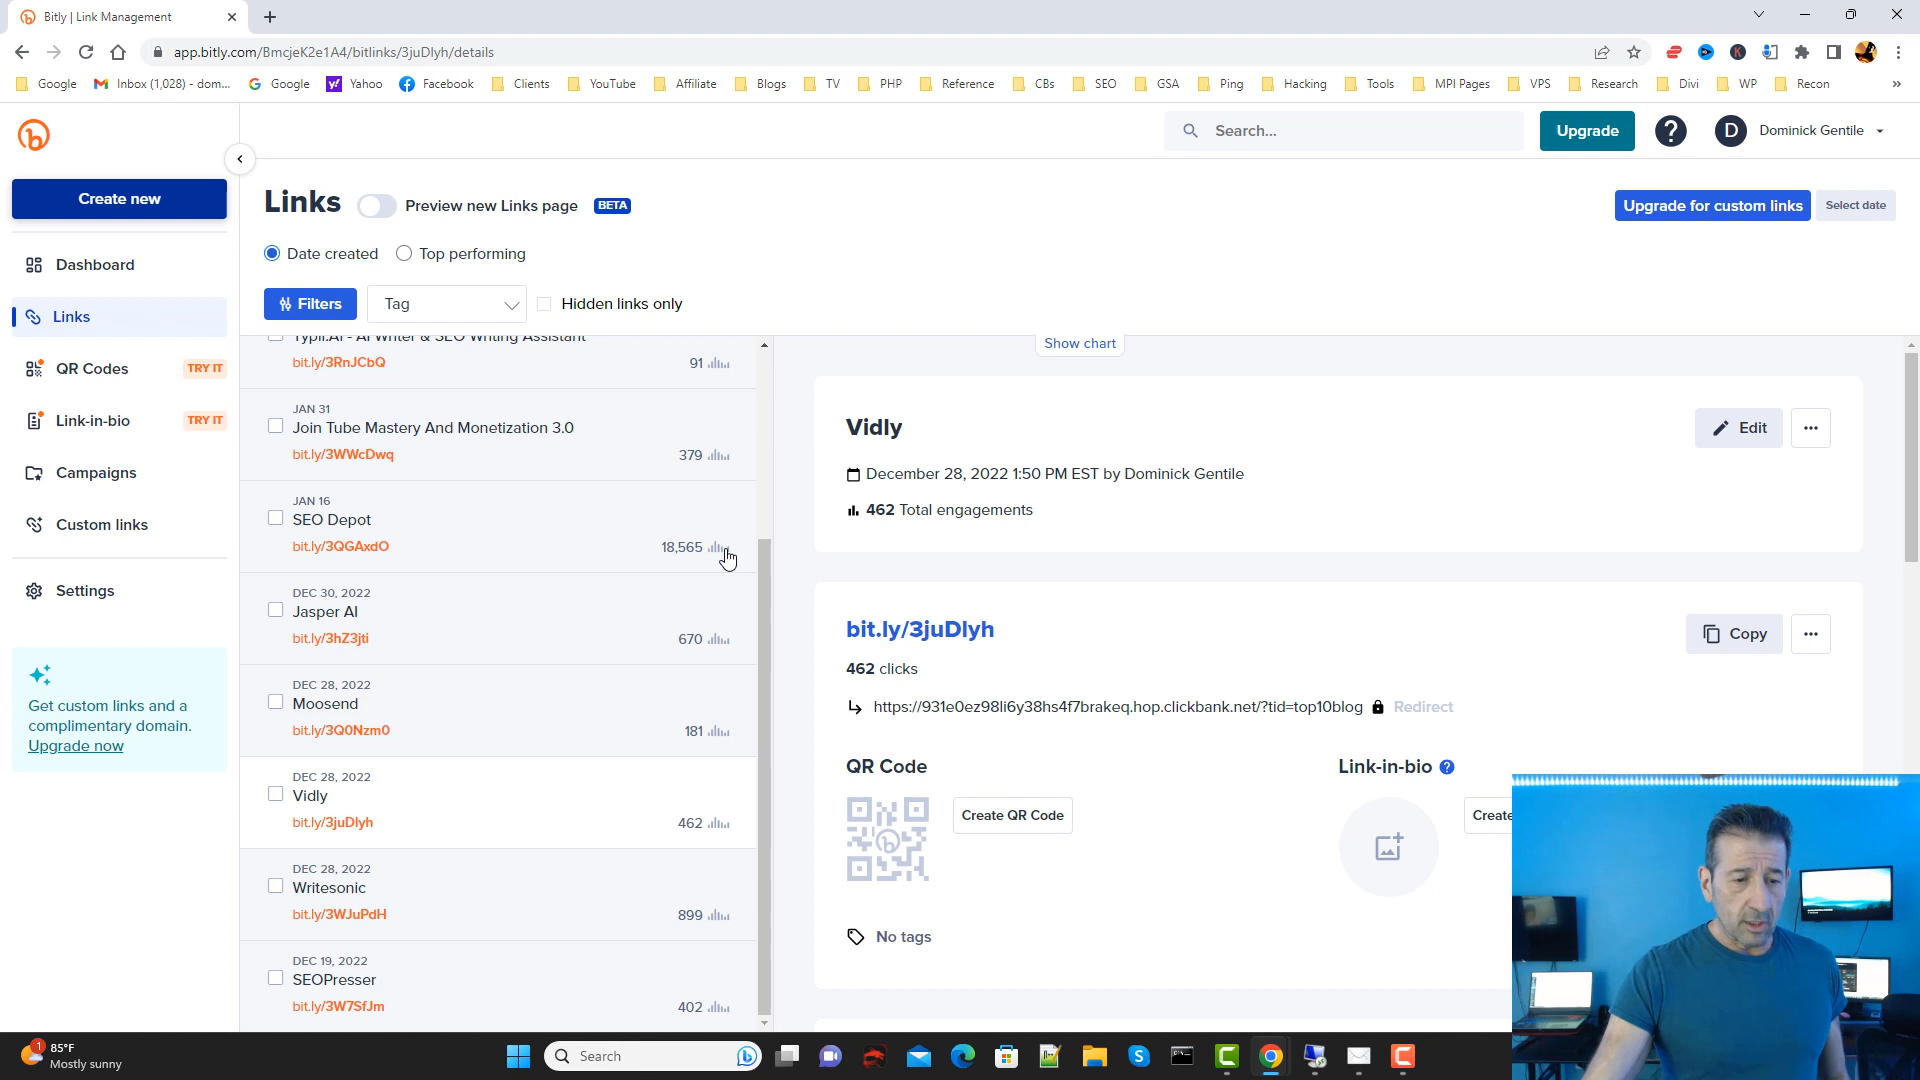 Bitly | Link Management
app.bitly.com/BmcjeK2e1A4/bitlinks/3juDlyh/details
Google
Inbox (1,028) - dom...
Google
Yahoo
Facebook
Clients
YouTube
Affiliate
Blogs
TV
PHP
Reference
CBs
SEO
GSA
Ping
Hacking
Tools
MPI Pages
VPS
Research
Divi
WP
Recon
Search...
Upgrade
?
D
Dominick Gentile
Create new
Dashboard
Links
QR Codes
TRY IT
Link-in-bio
TRY IT
Campaigns
Custom links
Settings
Get custom links and a
complimentary domain.
Upgrade now
Links
Preview new Links page
BETA
Upgrade for custom links
Select date
Date created
Top performing
Filters
Tag
Hidden links only
Typli.AI - AI Writer & SEO Writing Assistant
bit.ly/3RnJCbQ
91
JAN 31
Join Tube Mastery And Monetization 3.0
bit.ly/3WWcDwq
379
JAN 16
SEO Depot
bit.ly/3QGAxdO
18,565
DEC 30, 2022
Jasper AI
bit.ly/3hZ3jti
670
DEC 28, 2022
Moosend
bit.ly/3Q0Nzm0
181
DEC 28, 2022
Vidly
bit.ly/3juDlyh
462
DEC 28, 2022
Writesonic
bit.ly/3WJuPdH
899
DEC 19, 2022
SEOPresser
bit.ly/3W7SfJm
402
Show chart
Vidly
Edit
December 28, 2022 1:50 PM EST by Dominick Gentile
462 Total engagements
bit.ly/3juDlyh
Copy
462 clicks
https://931e0ez98li6y38hs4f7brakeq.hop.clickbank.net/?tid=top10blog
Redirect
QR Code
Create QR Code
Link-in-bio
?
Create
No tags
1
85°F
Mostly sunny
Search